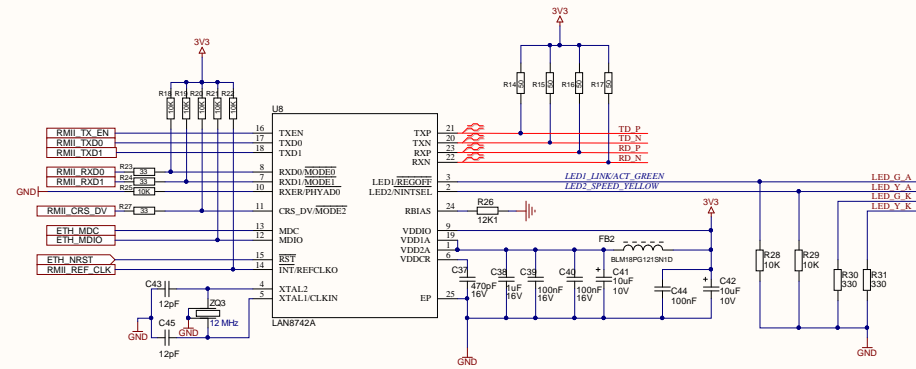 3V3
3V3
R18
R19
R20
R21
R22
10K
10K
10K
10K
10K
R14
R15
R16
R17
50
50
50
50
U8
RMII_TX_EN
16
TXEN
TXP
21
TD_P
RMII_TXD0
17
TXD0
TXN
20
TD_N
RMII_TXD1
18
TXD1
RXP
23
RD_P
RXN
22
RD_N
RMII_RXD0
R23
33
8
RXD0/MODE0
RMII_RXD1
R24
33
7
RXD1/MODE1
LED1/REGOFF
3
LED1_LINK/ACT_GREEN
LED_G_A
GND
R25
10K
10
RXER/PHYAD0
LED2/NINTSEL
2
LED2_SPEED_YELLOW
LED_Y_A
LED_G_K
RMII_CRS_DV
R27
33
11
CRS_DV/MODE2
RBIAS
24
R26
12K1
LED_Y_K
3V3
ETH_MDC
13
MDC
VDDIO
9
ETH_MDIO
12
MDIO
VDD1A
19
VDD2A
1
FB2
BLM18PG121SN1D
ETH_NRST
15
RST
VDDCR
6
RMII_REF_CLK
14
INT/REFCLKO
R28
10K
R29
10K
R30
330
R31
330
C37
470pF
16V
C38
1uF
16V
C39
100nF
16V
C40
100nF
16V
C41
10uF
10V
C44
100nF
C42
10uF
10V
C43
12pF
4
XTAL2
5
XTAL1/CLKIN
EP
25
ZQ3
12 MHz
GND
GND
C45
12pF
LAN8742A
GND
GND